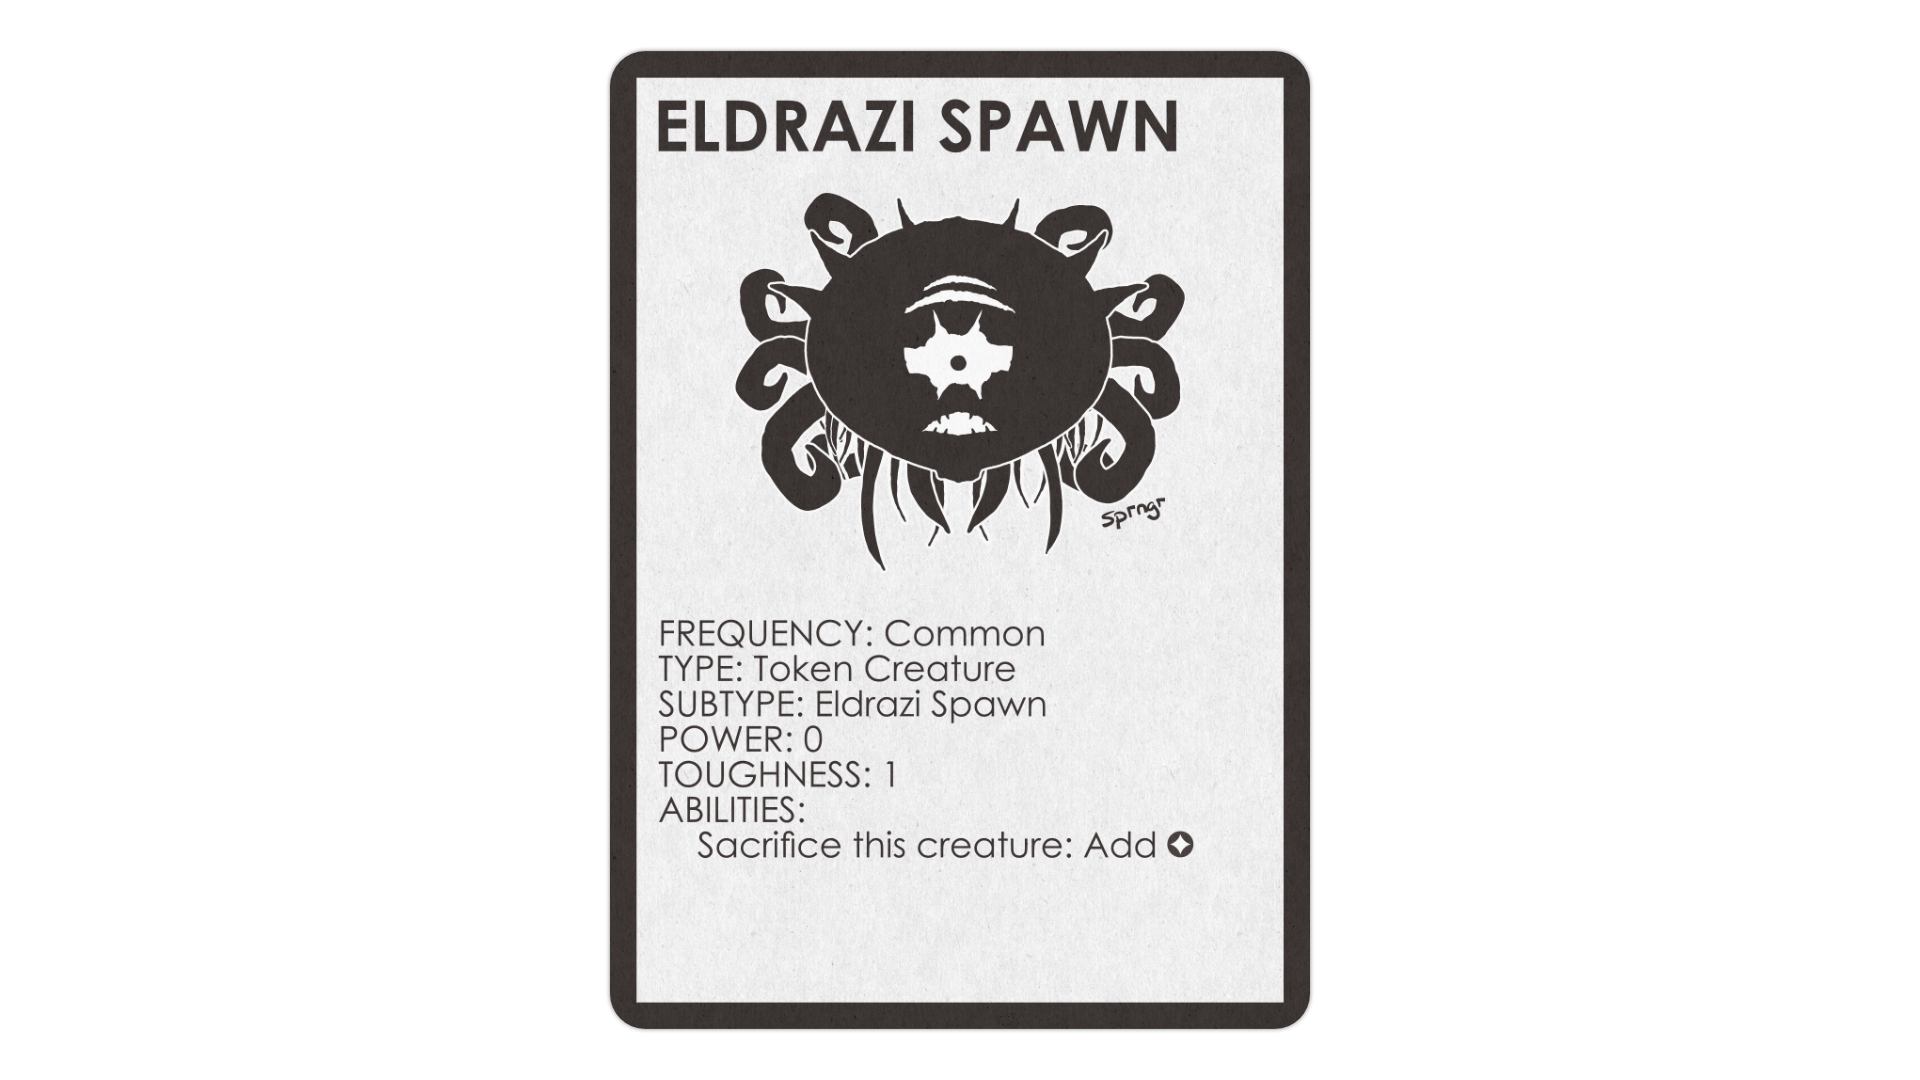 ELDRAZI SPAWN
sprngr
FREQUENCY: Common
TYPE: Token Creature
SUBTYPE: Eldrazi Spawn
POWER: 0
TOUGHNESS: 1
ABILITIES:
Sacrifice this creature: Add